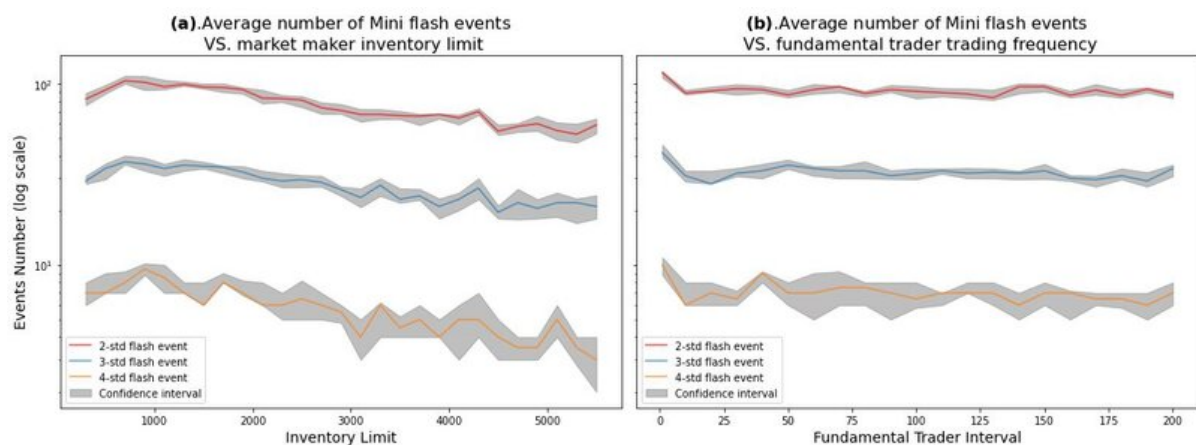 (a).Average number of Mini flash events
VS. market maker inventory limit
Events Number (log scale)
10²
10¹
2-std flash event
3-std flash event
4-std flash event
Confidence interval
1000 2000 3000 4000 5000
Inventory Limit
(b).Average number of Mini flash events
VS. fundamental trader trading frequency
2-std flash event
3-std flash event
4-std flash event
Confidence interval
0 25 50 75 100 125 150 175 200
Fundamental Trader Interval